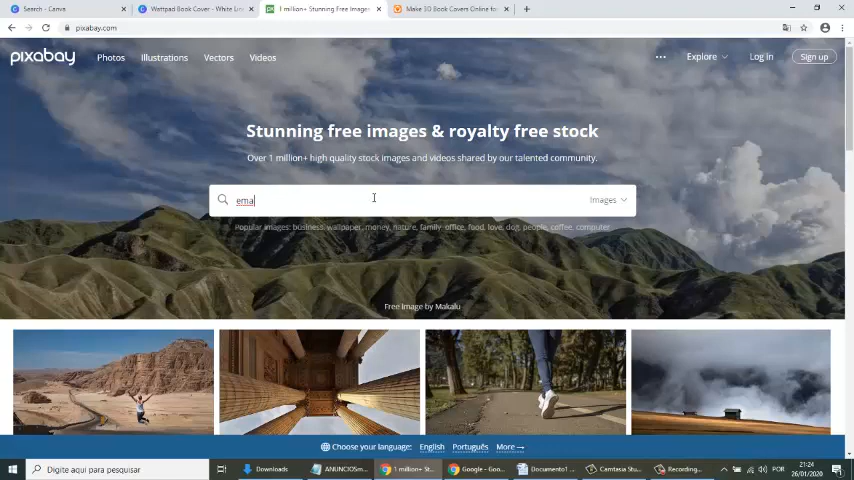 Search - Canva
Wattpad Book Cover - White Lin
1 million+ Stunning Free Images
Make 3D Book Covers Online for
pixabay.com
pixabay
Photos
Illustrations
Vectors
Videos
Explore
Log in
Sign up
Stunning free images & royalty free stock
Over 1 million+ high quality stock images and videos shared by our talented community.
ema
Images
Popular images: business, wallpaper, money, nature, family, office, food, love, dog, people, coffee, computer
Free Image by Makalu
Choose your language: English Português More→
Digite aqui para pesquisar
Downloads
ANUNCIOSm...
1 million+ St...
Google - Goo...
Documento1 ...
Camtasia Stu...
Recording...
POR
21:24
26/01/2020